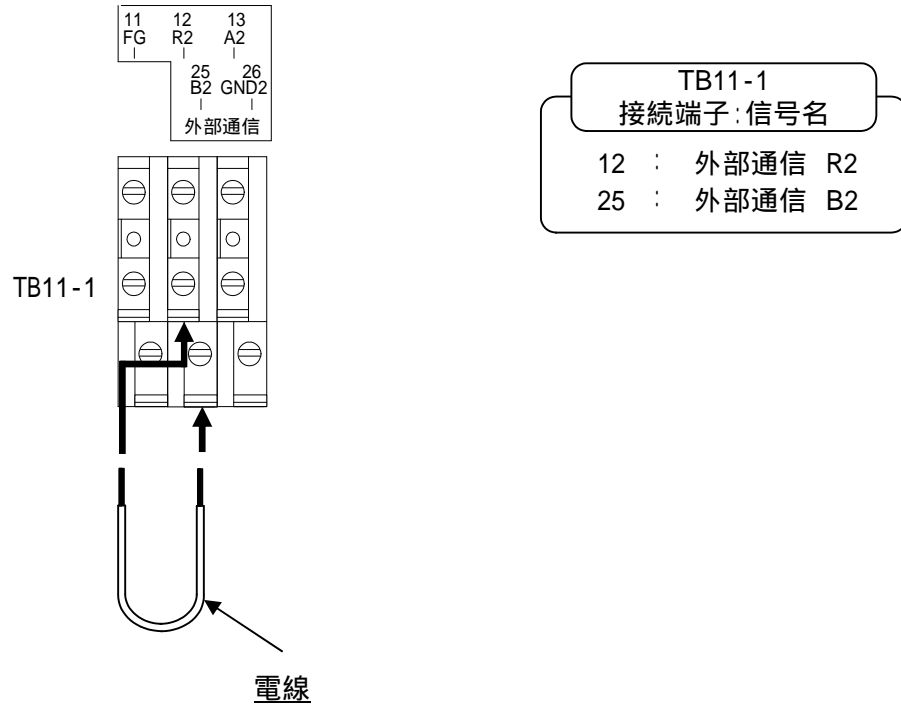 11 12 13
FG R2 A2
25 26
B2 GND2
外部通信
TB11-1
接続端子:信号名
12 : 外部通信 R2
25 : 外部通信 B2
TB11-1
電線